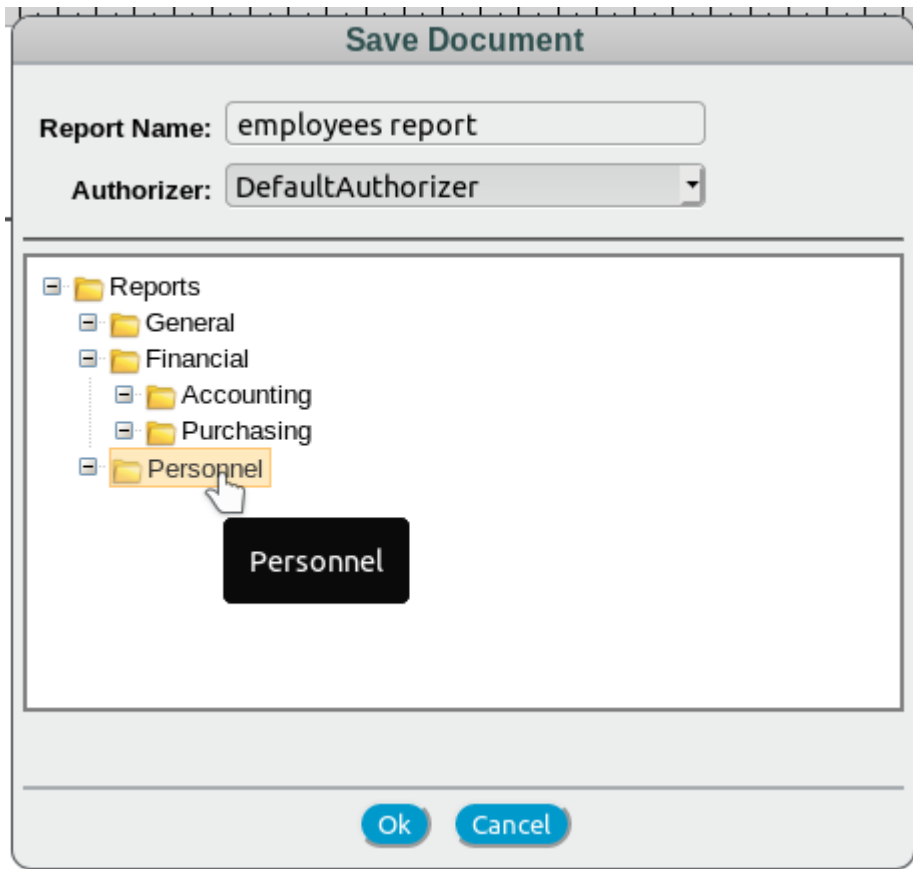 Save Document
Report Name: employees report
Authorizer: DefaultAuthorizer
Reports
General
Financial
Accounting
Purchasing
Personnel
Personnel
Ok Cancel